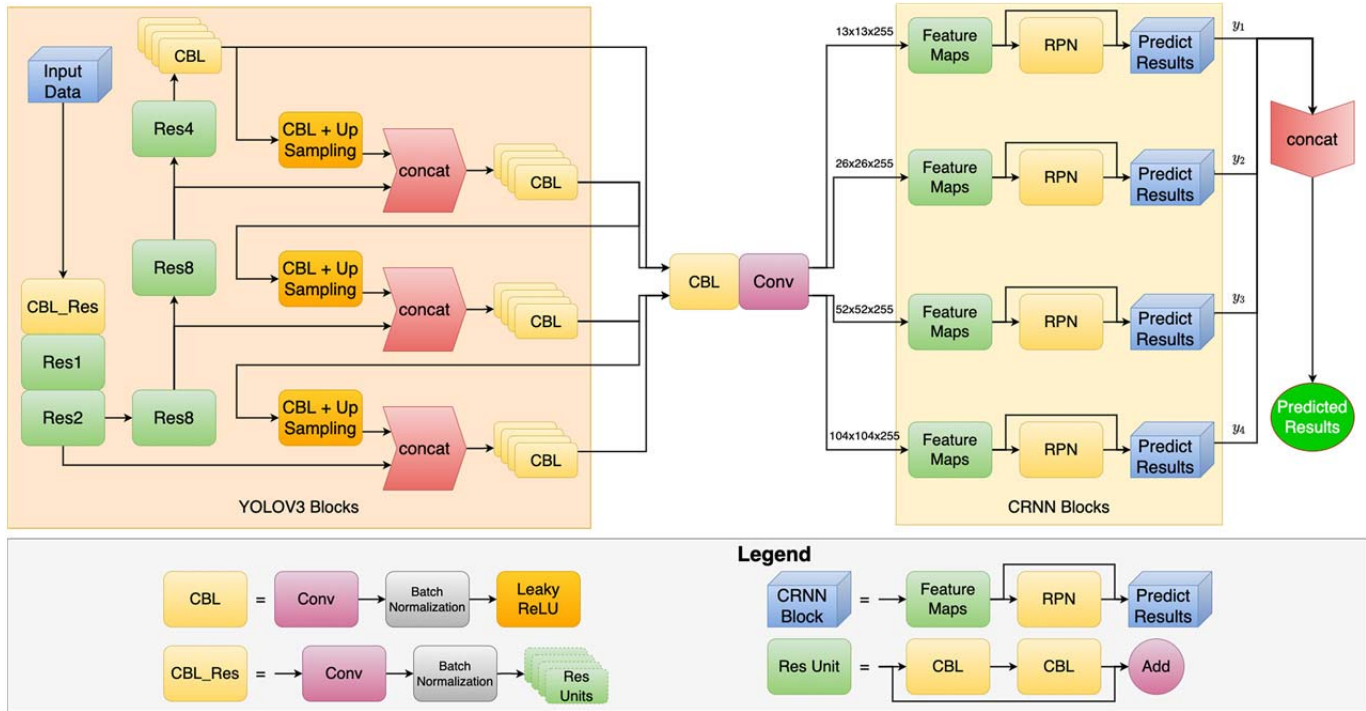 Input
Data
CBL
Res4
CBL + Up
Sampling
concat
CBL
Res8
CBL + Up
Sampling
concat
CBL
CBL_Res
Res1
Res2
Res8
CBL + Up
Sampling
concat
CBL
YOLOV3 Blocks
CBL
Conv
13x13x255
Feature
Maps
RPN
Predict
Results
y₁
26x26x255
Feature
Maps
RPN
Predict
Results
y₂
52x52x255
Feature
Maps
RPN
Predict
Results
y₃
104x104x255
Feature
Maps
RPN
Predict
Results
y₄
CRNN Blocks
concat
Predicted
Results
Legend
CBL
=
Conv
Batch
Normalization
Leaky
ReLU
CBL_Res
=
Conv
Batch
Normalization
Res
Units
CRNN
Block
=
Feature
Maps
RPN
Predict
Results
Res Unit
=
CBL
CBL
Add